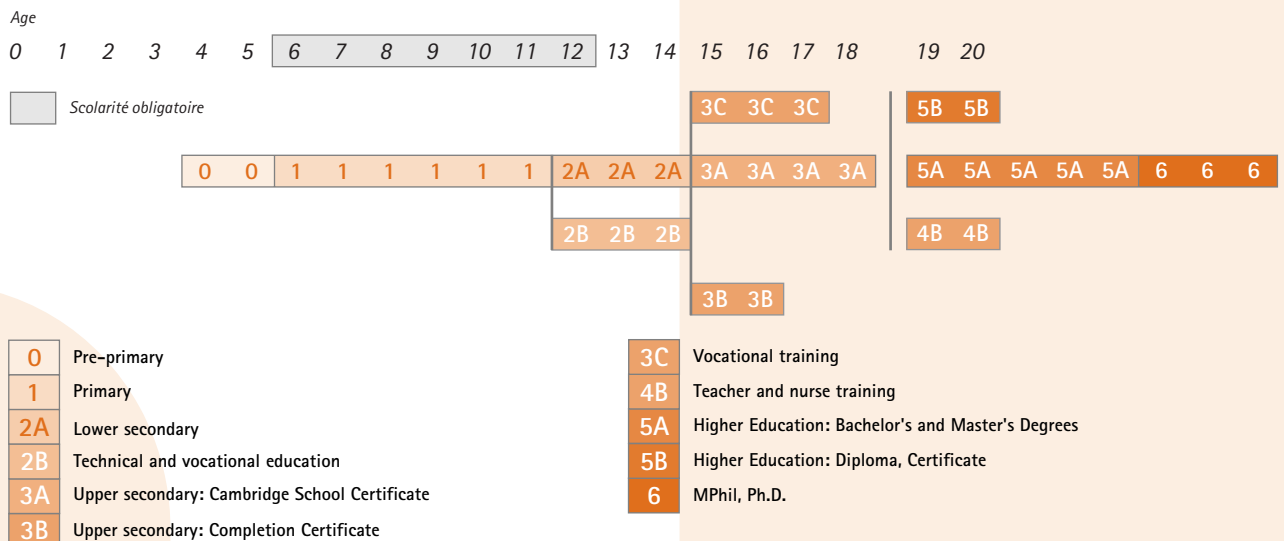 Age
0 1 2 3 4 5 6 7 8 9 10 11 12 13 14 15 16 17 18 19 20
Scolarité obligatoire
3C 3C 3C 5B 5B
0 0 1 1 1 1 1 1 2A 2A 2A 3A 3A 3A 3A 5A 5A 5A 5A 5A 6 6 6
2B 2B 2B 4B 4B
3B 3B
0 Pre-primary
1 Primary
2A Lower secondary
2B Technical and vocational education
3A Upper secondary: Cambridge School Certificate
3B Upper secondary: Completion Certificate
3C Vocational training
4B Teacher and nurse training
5A Higher Education: Bachelor's and Master's Degrees
5B Higher Education: Diploma, Certificate
6 MPhil, Ph.D.